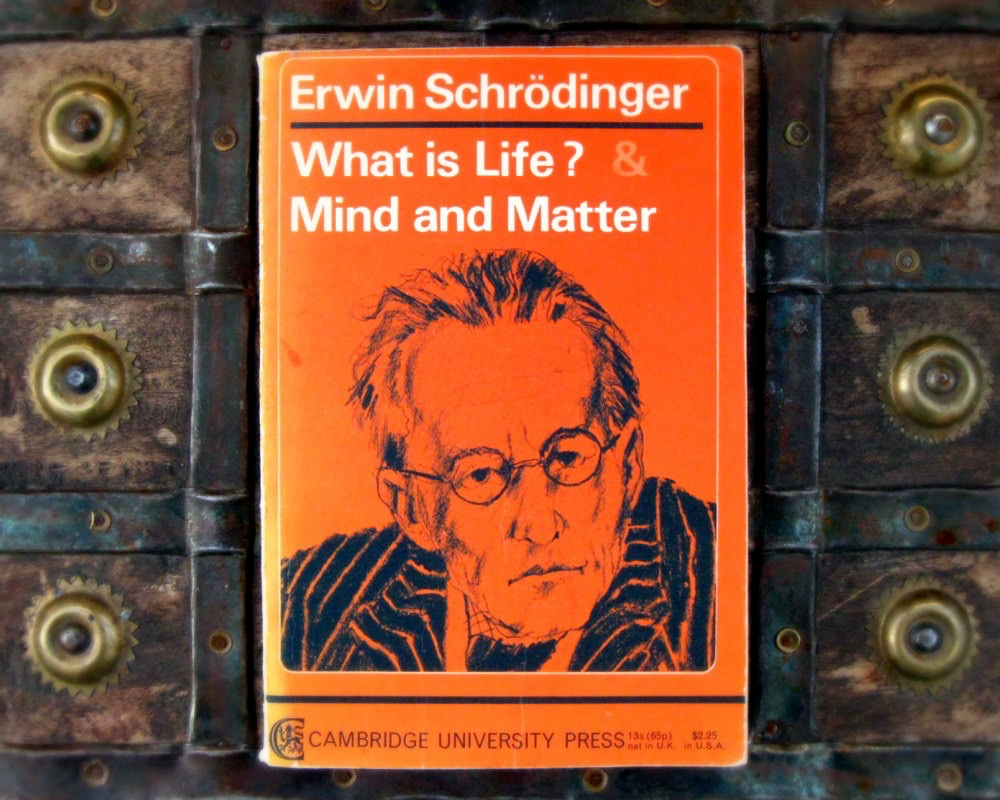 Erwin Schrödinger
What is Life? &
Mind and Matter
CAMBRIDGE UNIVERSITY PRESS
13s (65p)
net in U.K.
$2.25
in U.S.A.